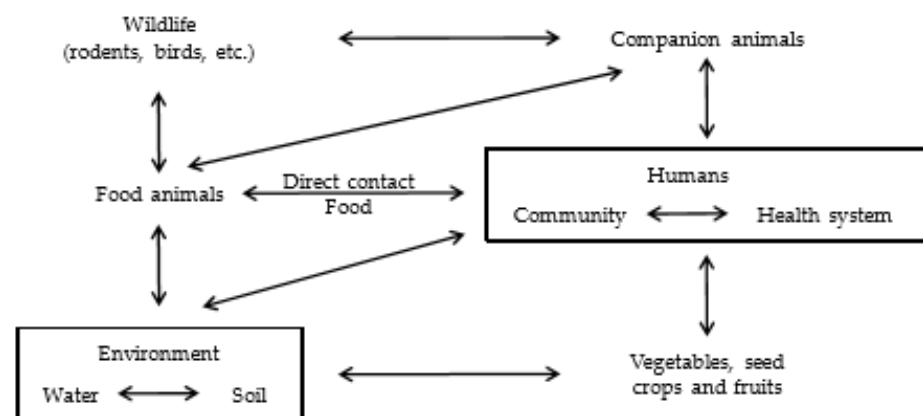 Wildlife
(rodents, birds, etc.)
Companion animals
Food animals
Direct contact
Food
Humans
Community
Health system
Environment
Water
Soil
Vegetables, seed
crops and fruits